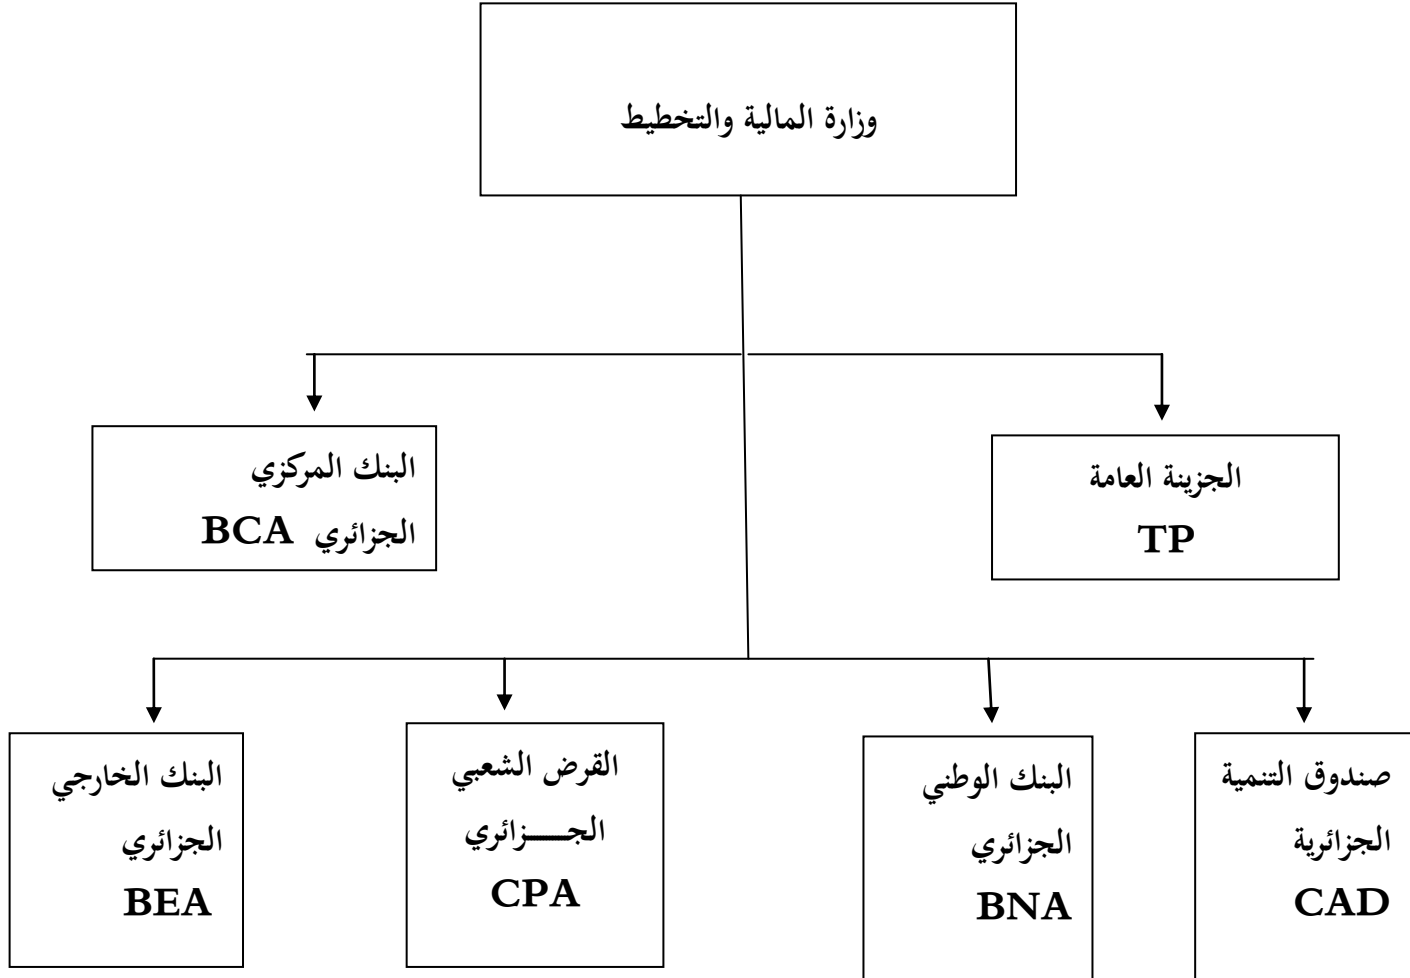 وزارة المالية والتخطيط
الجزينة العامة
TP
البنك المركزي
الجزائري BCA
صندوق التنمية
الجزائرية
CAD
البنك الوطني
الجزائري
BNA
القرض الشعبي
الجـــــزائري
CPA
البنك الخارجي
الجزائري
BEA